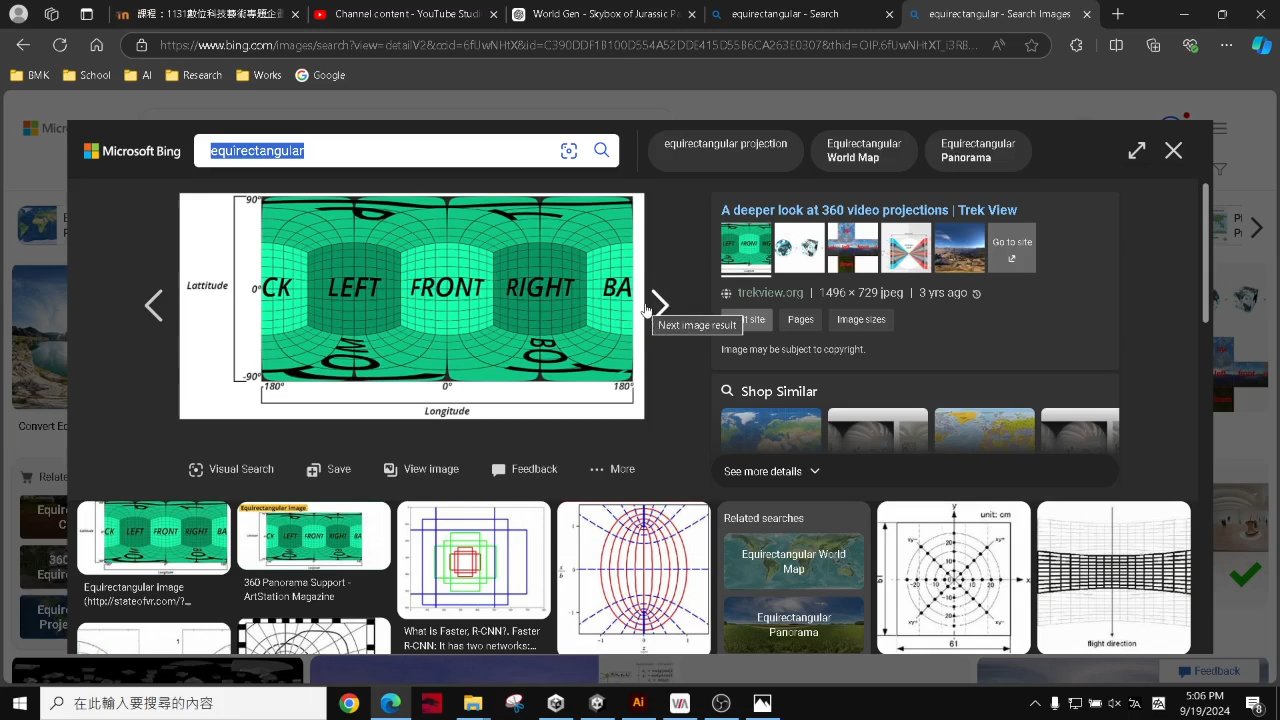 課程：1131數位科技藝術專題企
Channel content - YouTube Studi
World Gen - Skybox of Jurassic Pa
equirectangular - Search
equirectangular - Search Images
https://www.bing.com/images/search?view=detailV2&ccid=6fUwNHtX&id=C390DDF1B100D554A52DDE415D55B6CA263E0307&thid=OIP.6fUwNHtXT_i3R8...
BMK
School
AI
Research
Works
Google
Micr
Microsoft Bing
equirectangular
equirectangular projection
Equirectangular
World Map
Equirectangular
Panorama
90°
Lattitude
0°
CK
LEFT
FRONT
RIGHT
BA
-90°
180°
0°
180°
Longitude
A deeper look at 360 video projections | Trek View
Go to site
trekview.org | 1496 × 729 jpeg | 3 yrs ago
t site
Pages
Image sizes
Next image result
Image may be subject to copyright.
Shop Similar
See more details
Visual Search
Save
View image
Feedback
More
Convert Ed
Relate
Equirectangular image
(http://stateofvr.com/?...
Equirectangular Image
360 Panorama Support -
ArtStation Magazine
What Is Faster, R-CNN?. Faster
R-CNN: It has two networks:...
Related searches
Equirectangular World
Map
Equirectangular
Panorama
unit: cm
61
flight direction
Feedback
在此輸入要搜尋的內容
5:06 PM
9/19/2024
8